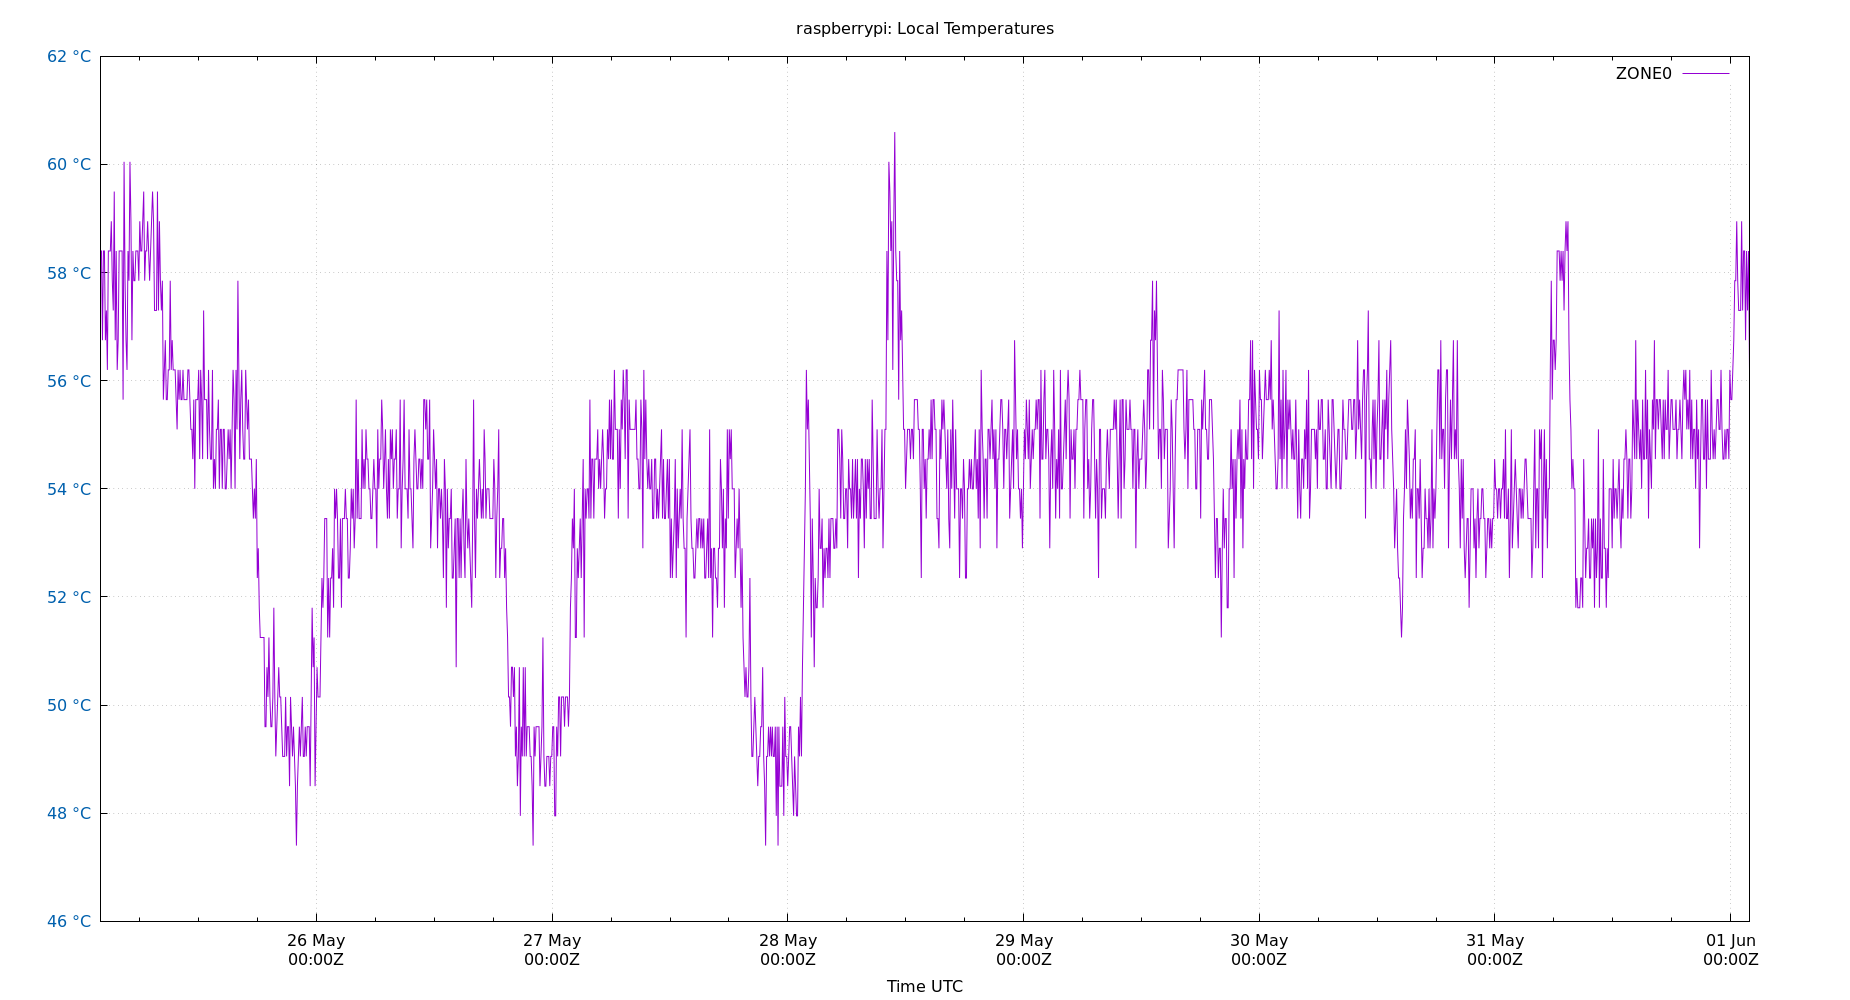 raspberrypi: Local Temperatures
62 °C
ZONE0
60 °C
58 °C
56 °C
54 °C
52 °C
50 °C
48 °C
46 °C
26 May 27 May 28 May 29 May 30 May 31 May 01 Jun
00:00Z 00:00Z 00:00Z 00:00Z 00:00Z 00:00Z 00:00Z
Time UTC